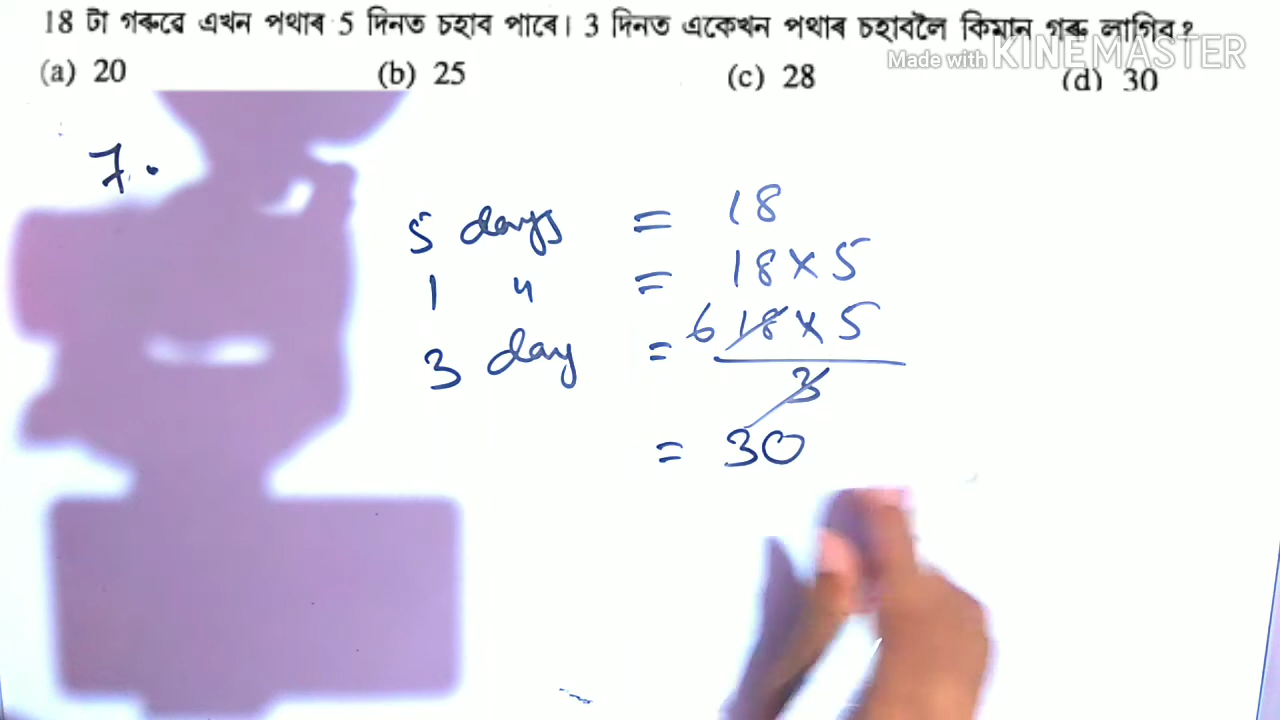 18 টা গৰুৱে এখন পথাৰ 5 দিনত চহাব পাৰে। 3 দিনত একেখন পথাৰ চহাবলৈ কিমান গৰু লাগিব?
Made with KINEMASTER
(a) 20 (b) 25 (c) 28 (d) 30
7.
5 days = 18
1 " = 18 × 5
3 day = 6 18 × 5
3
= 30